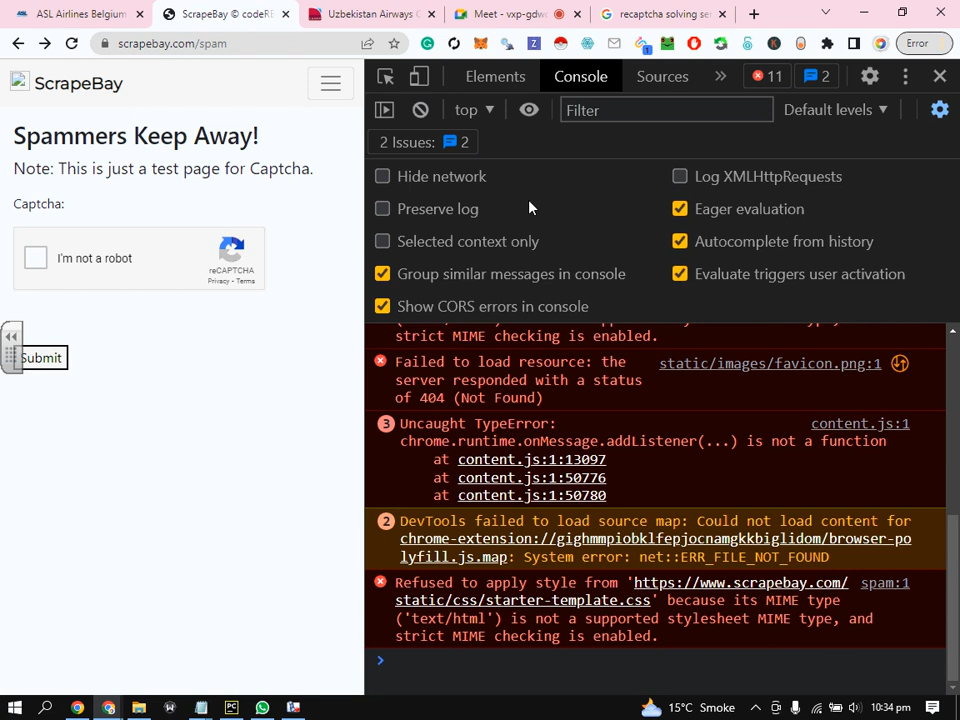 ASL Airlines Belgium
ScrapeBay © codeRE
Uzbekistan Airways C
Meet - vxp-gdw
recaptcha solving ser
scrapebay.com/spam
Error
ScrapeBay
Elements
Console
Sources
11
2
top
Filter
Default levels
2 Issues:
2
Spammers Keep Away!
Note: This is just a test page for Captcha.
Captcha:
I'm not a robot
reCAPTCHA
Privacy - Terms
Submit
Hide network
Log XMLHttpRequests
Preserve log
Eager evaluation
Selected context only
Autocomplete from history
Group similar messages in console
Evaluate triggers user activation
Show CORS errors in console
strict MIME checking is enabled.
Failed to load resource: the static/images/favicon.png:1
server responded with a status
of 404 (Not Found)
3 Uncaught TypeError: content.js:1
chrome.runtime.onMessage.addListener(...) is not a function
at content.js:1:13097
at content.js:1:50776
at content.js:1:50780
2 DevTools failed to load source map: Could not load content for
chrome-extension://gighmmpiobklfepjocnamgkkbiglidom/browser-po
lyfill.js.map: System error: net::ERR_FILE_NOT_FOUND
Refused to apply style from 'https://www.scrapebay.com/ spam:1
static/css/starter-template.css' because its MIME type
('text/html') is not a supported stylesheet MIME type, and
strict MIME checking is enabled.
15°C Smoke
10:34 pm